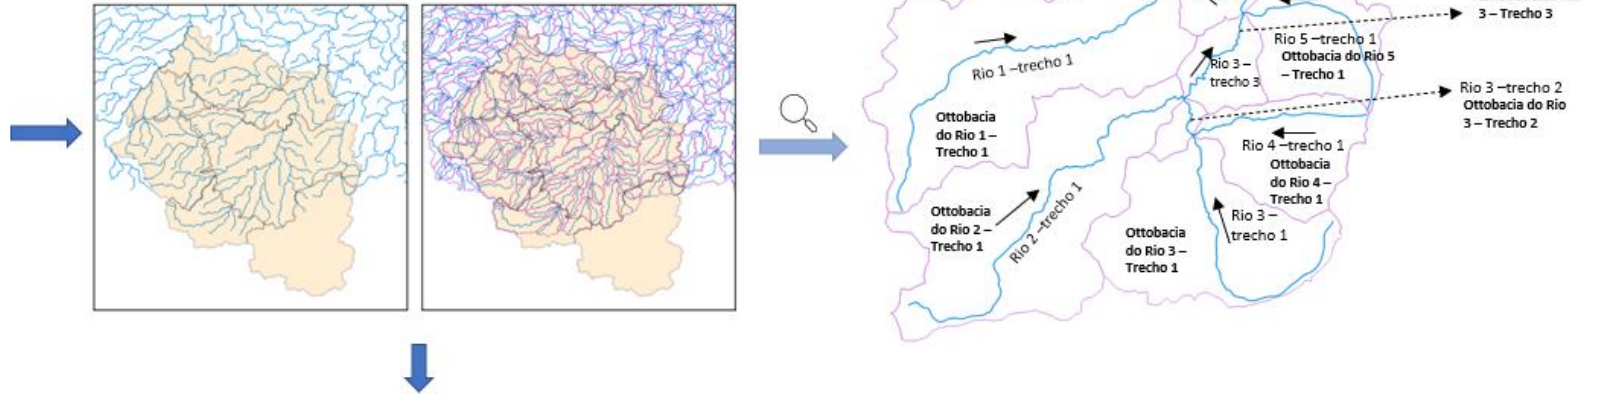 3 – Trecho 3
Rio 5 –trecho 1
Ottobacia do Rio 5
– Trecho 1
Rio 1 –trecho 1
Rio 3 –
trecho 3
Rio 3 –trecho 2
Ottobacia do Rio
3 – Trecho 2
Ottobacia
do Rio 1 –
Trecho 1
Rio 4 –trecho 1
Ottobacia
do Rio 4 –
Trecho 1
Ottobacia
do Rio 2 –
Trecho 1
Rio 2 –trecho 1
Rio 3 –
trecho 1
Ottobacia
do Rio 3 –
Trecho 1